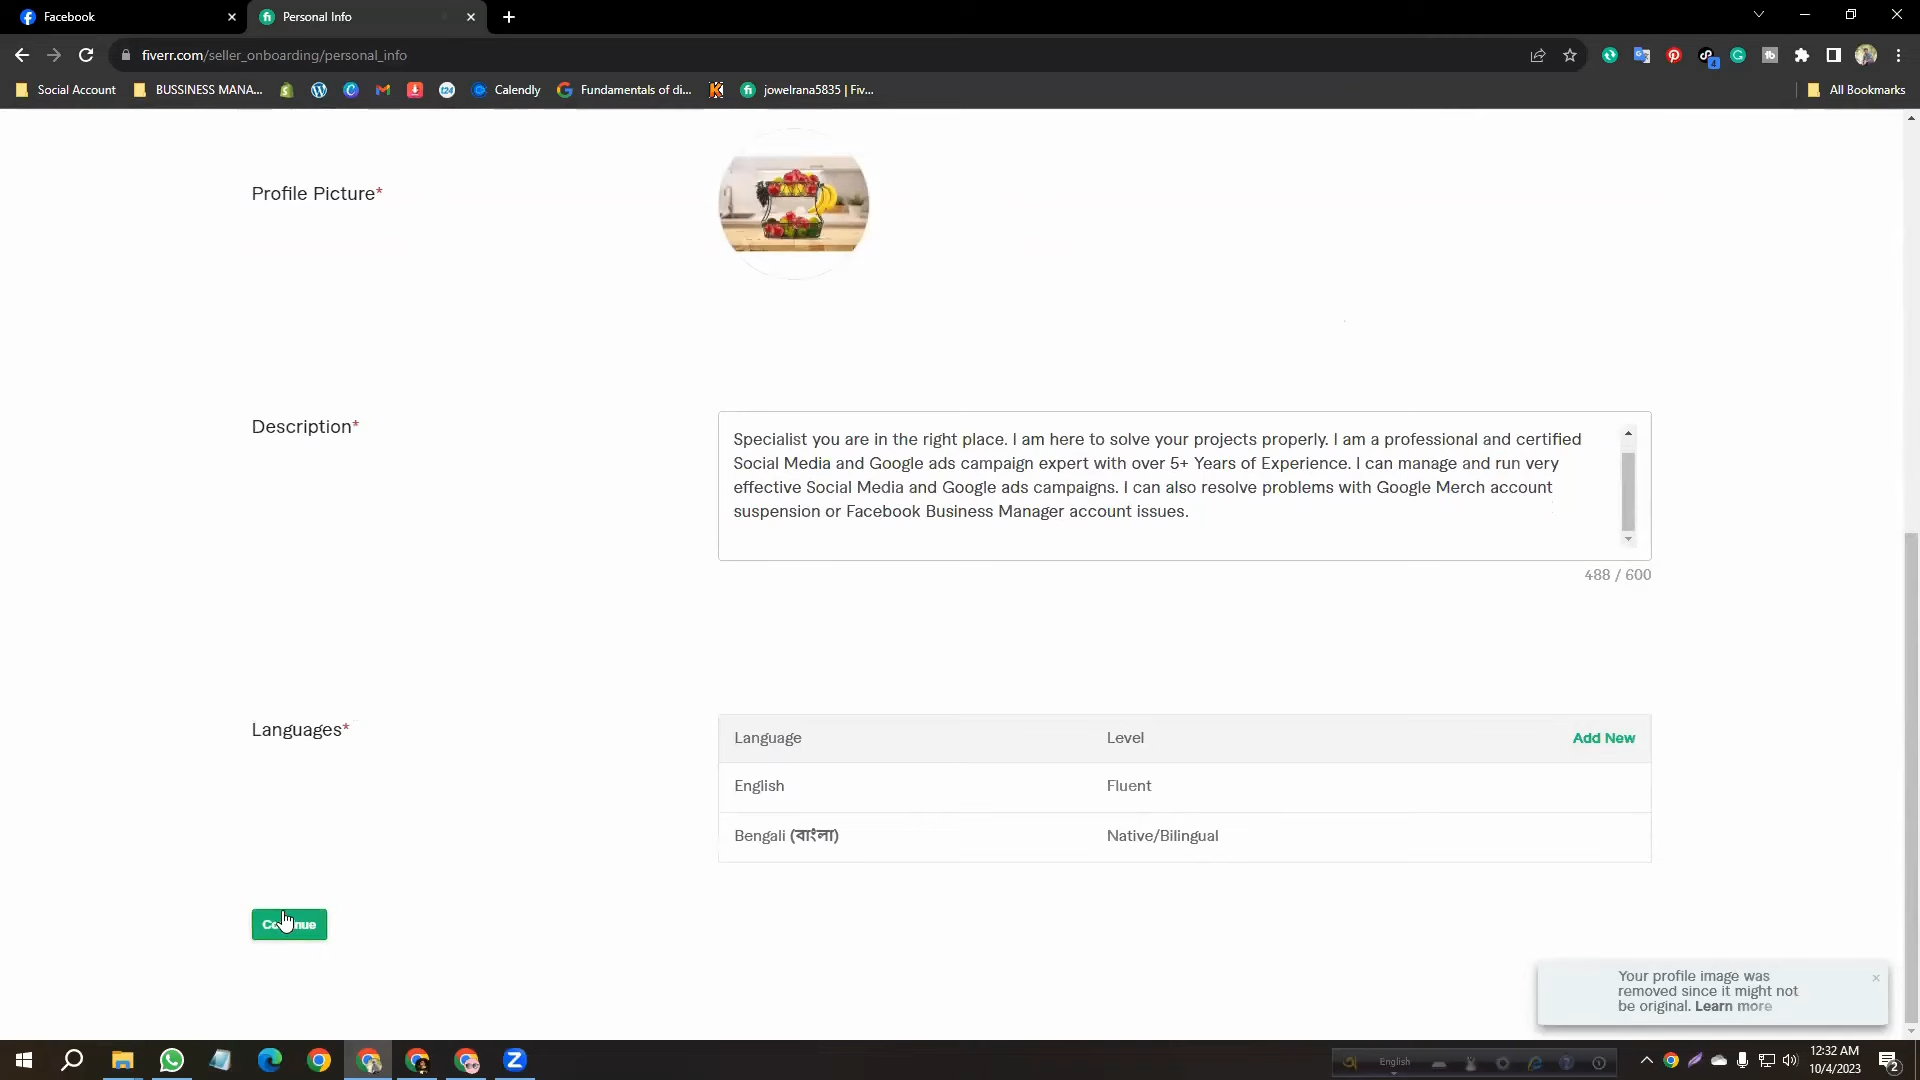 Facebook
Personal Info
fiverr.com/seller_onboarding/personal_info
4
Social Account
BUSSINESS MANA...
Calendly
Fundamentals of di...
jowelrana5835 | Fiv...
All Bookmarks
Profile Picture*
Description*
Specialist you are in the right place. I am here to solve your projects properly. I am a professional and certified
Social Media and Google ads campaign expert with over 5+ Years of Experience. I can manage and run very
effective Social Media and Google ads campaigns. I can also resolve problems with Google Merch account
suspension or Facebook Business Manager account issues.
488 / 600
Languages*
Language Level Add New
English Fluent
Bengali (বাংলা) Native/Bilingual
Your profile image was
removed since it might not
be original. Learn more
English
12:32 AM
10/4/2023
2